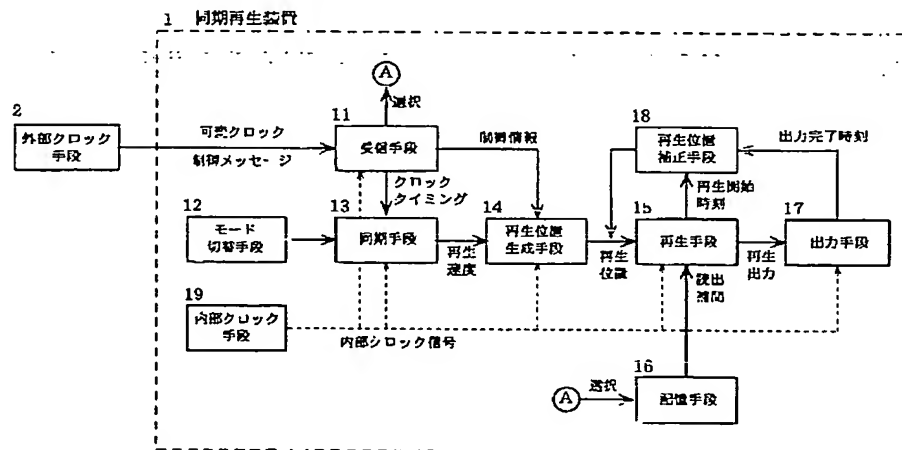 1 同期再生装置
A
選択
2
外部クロック
手段
可変クロック
制御メッセージ
11
受信手段
制御情報
18
再生位置
補正手段
出力完了時刻
クロック
タイミング
再生開始
時刻
12
モード
切替手段
13
同期手段
再生
速度
14
再生位置
生成手段
再生
位置
15
再生手段
再生
出力
17
出力手段
読出
補間
19
内部クロック
手段
内部クロック信号
A
選択
16
記憶手段